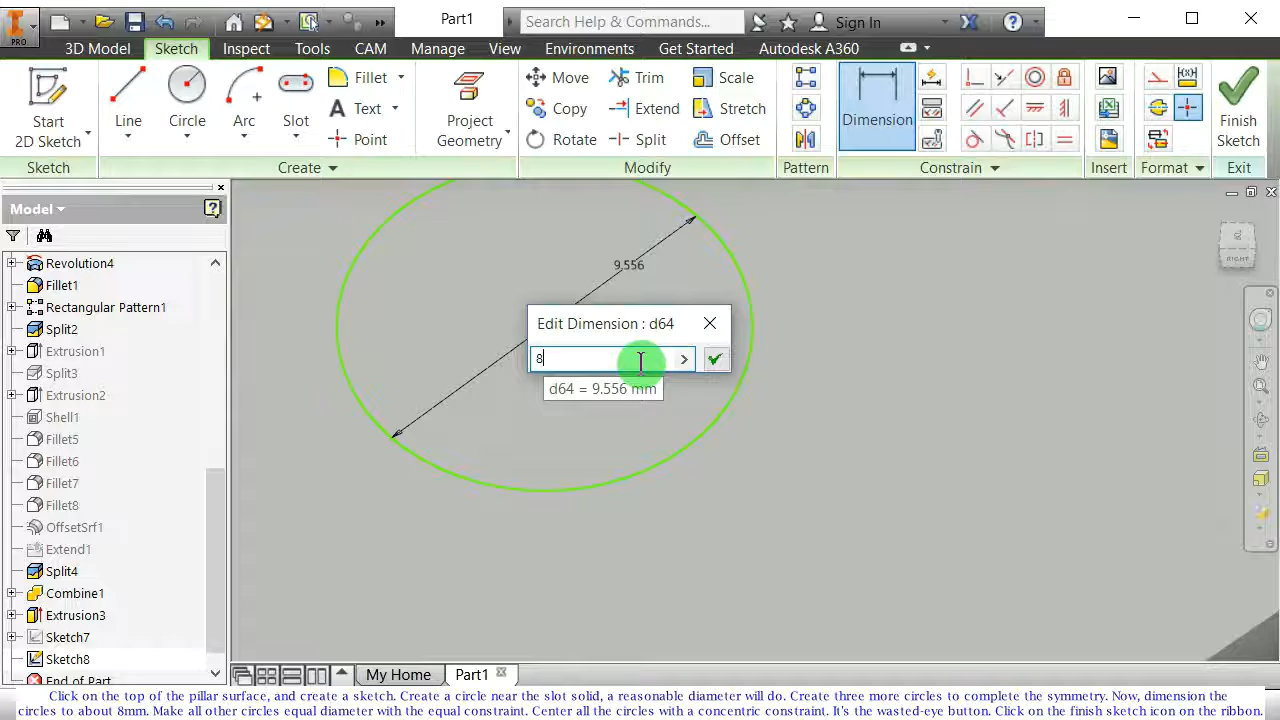 PRO
Part1
Search Help & Commands...
Sign In
3D Model
Sketch
Inspect
Tools
CAM
Manage
View
Environments
Get Started
Autodesk A360
Start
2D Sketch
Line
Circle
Arc
Slot
Fillet
Text
Point
Project
Geometry
Move
Copy
Rotate
Trim
Extend
Split
Scale
Stretch
Offset
Dimension
Finish
Sketch
Sketch
Create
Modify
Pattern
Constrain
Insert
Format
Exit
Model
Revolution4
Fillet1
Rectangular Pattern1
Split2
Extrusion1
Split3
Extrusion2
Shell1
Fillet5
Fillet6
Fillet7
Fillet8
OffsetSrf1
Extend1
Split4
Combine1
Extrusion3
Sketch7
Sketch8
End of Part
9.556
Edit Dimension : d64
8
d64 = 9.556 mm
RIGHT
My Home
Part1
Click on the top of the pillar surface, and create a sketch. Create a circle near the slot solid, a reasonable diameter will do. Create three more circles to complete the symmetry. Now, dimension the
circles to about 8mm. Make all other circles equal diameter with the equal constraint. Center all the circles with a concentric constraint. It's the wasted-eye button. Click on the finish sketch icon on the ribbon.